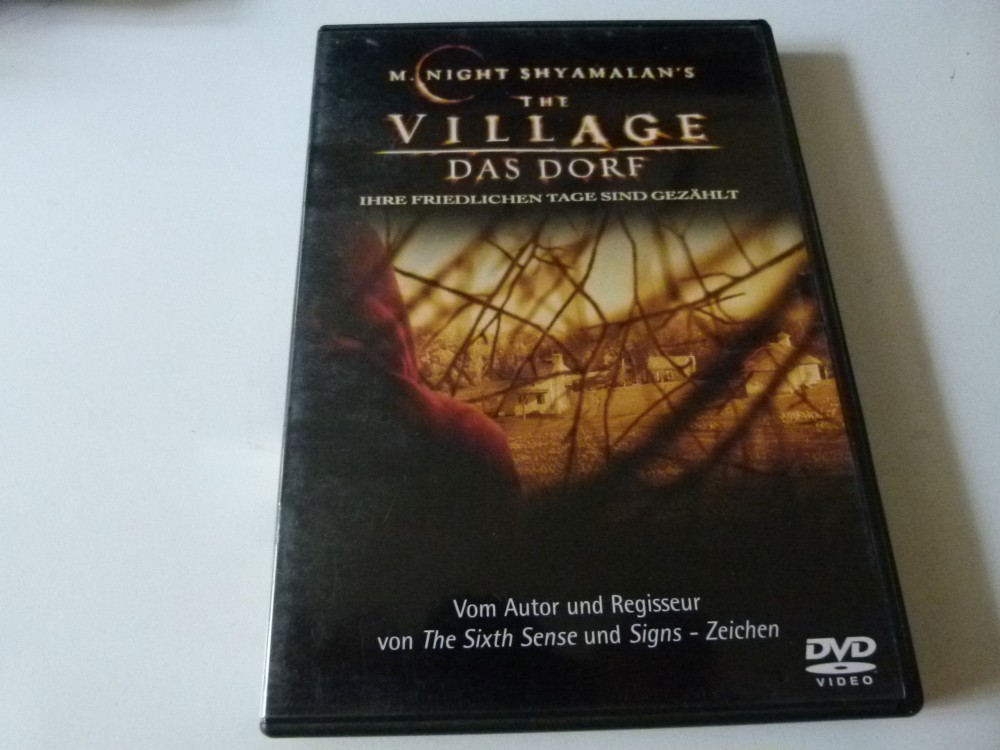 M. NIGHT SHYAMALAN'S
THE
VILLAGE
DAS DORF
IHRE FRIEDLICHEN TAGE SIND GEZÄHLT
Vom Autor und Regisseur
von The Sixth Sense und Signs - Zeichen
DVD
VIDEO